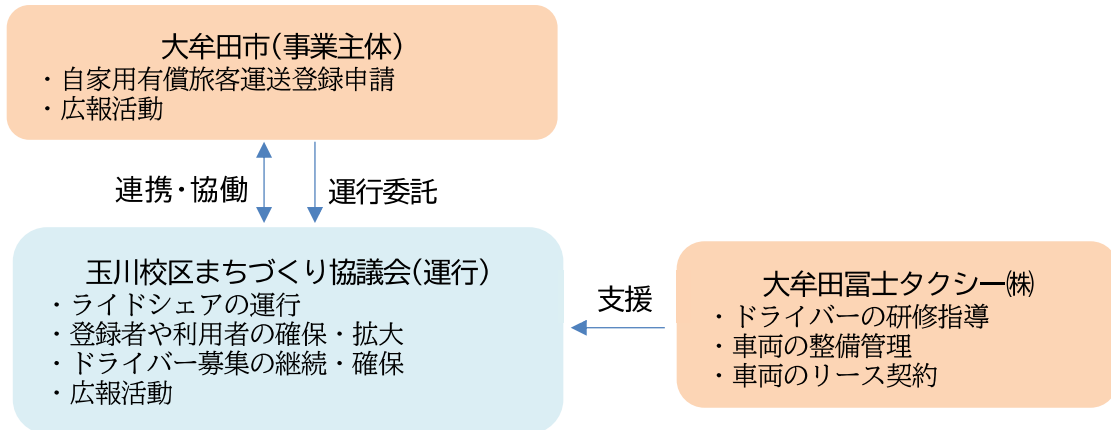 大牟田市(事業主体)
・自家用有償旅客運送登録申請
・広報活動
連携・協働
運行委託
玉川校区まちづくり協議会(運行)
・ライドシェアの運行
・登録者や利用者の確保・拡大
・ドライバー募集の継続・確保
・広報活動
支援
大牟田冨士タクシー㈱
・ドライバーの研修指導
・車両の整備管理
・車両のリース契約